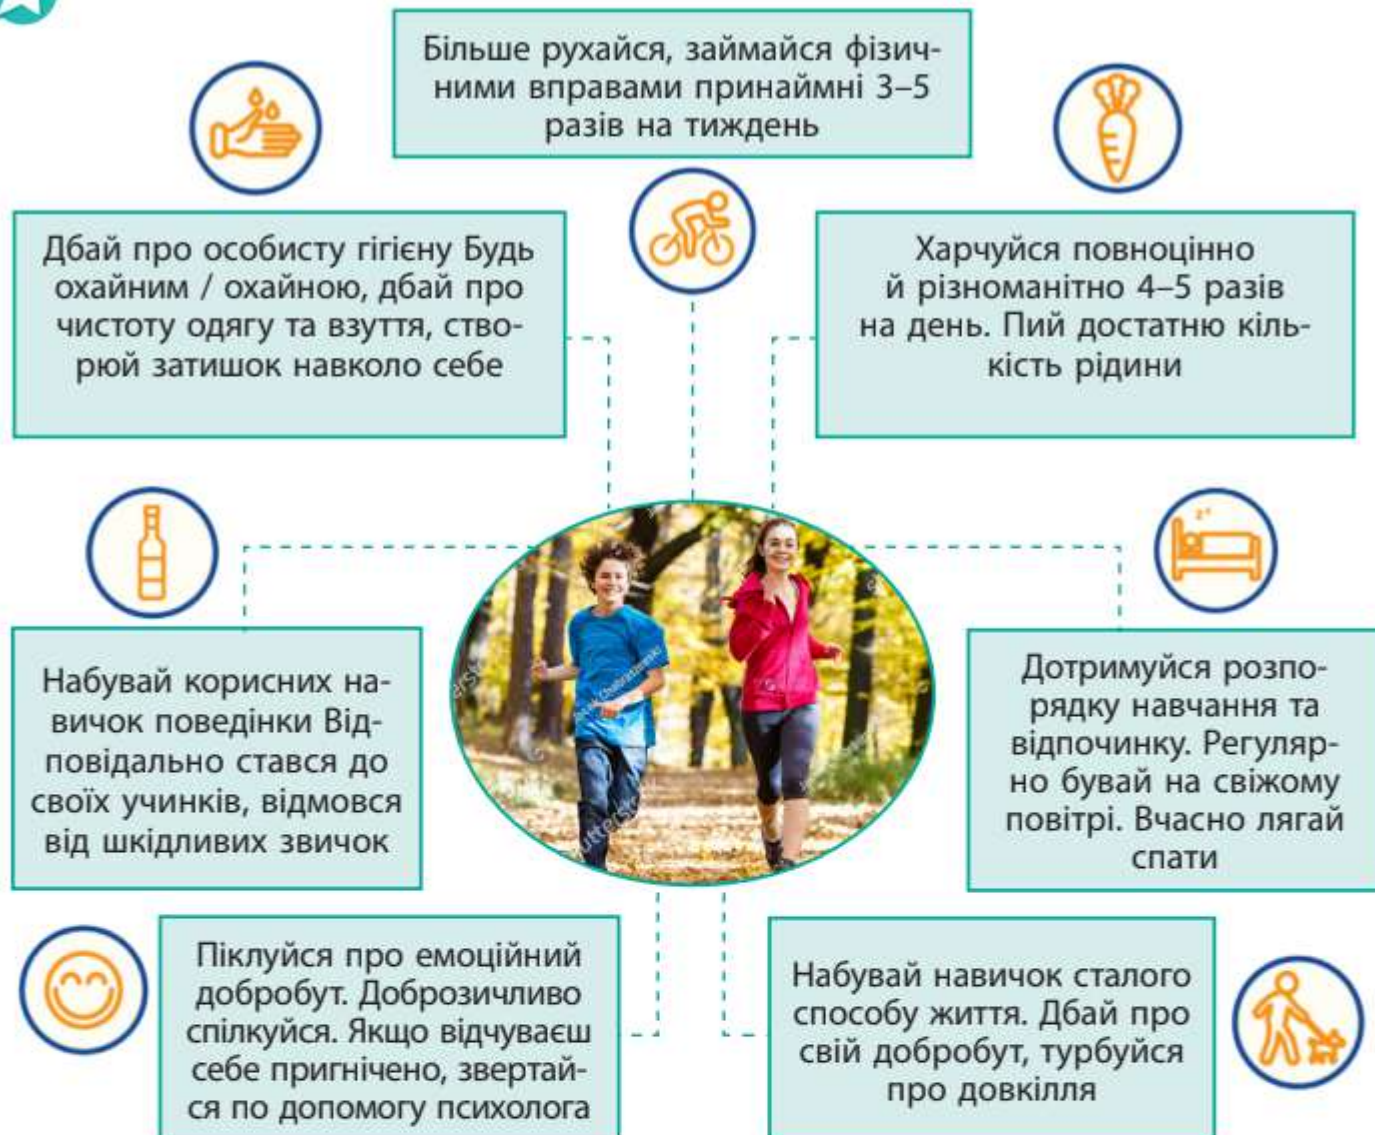 Більше рухайся, займайся фізич-
ними вправами принаймні 3–5
разів на тиждень
Дбай про особисту гігієну Будь
охайним / охайною, дбай про
чистоту одягу та взуття, ство-
рюй затишок навколо себе
Харчуйся повноцінно
й різноманітно 4–5 разів
на день. Пий достатню кіль-
кість рідини
Набувай корисних на-
вичок поведінки Від-
повідально стався до
своїх учинків, відмовся
від шкідливих звичок
Дотримуйся розпо-
рядку навчання та
відпочинку. Регуляр-
но бувай на свіжому
повітрі. Вчасно лягай
спати
Піклуйся про емоційний
добробут. Доброзичливо
спілкуйся. Якщо відчуваєш
себе пригнічено, звертай-
ся по допомогу психолога
Набувай навичок сталого
способу життя. Дбай про
свій добробут, турбуйся
про довкілля